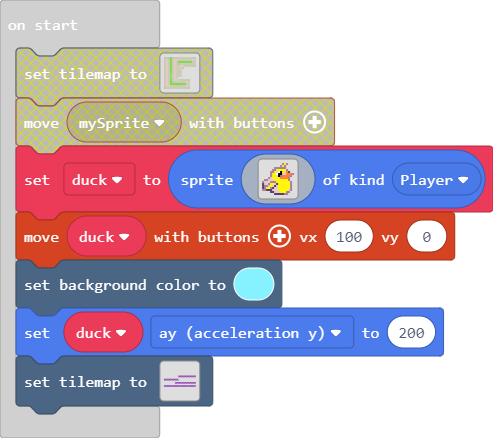 on start
set tilemap to
move mySprite with buttons
set duck to sprite of kind Player
move duck with buttons vx 100 vy 0
set background color to
set duck ay (acceleration y) to 200
set tilemap to